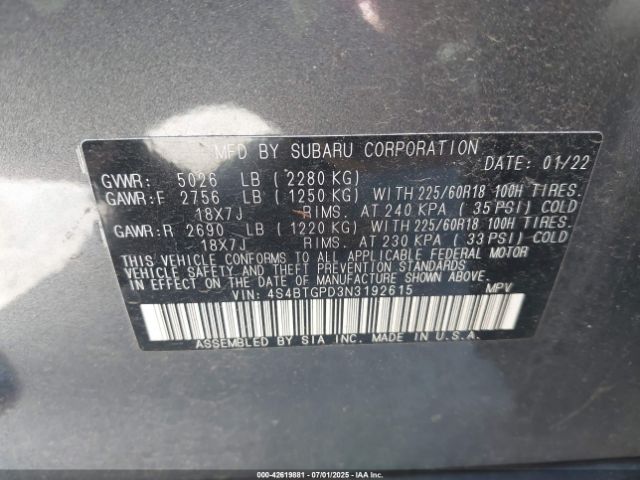 MFD BY SUBARU CORPORATION
DATE: 01/22
GVWR: 5026 LB (2280 KG)
GAWR:F 2756 LB (1250 KG) WITH 225/60R18 100H TIRES.
18X7J RIMS. AT 240 KPA (35 PSI) COLD
GAWR:R 2690 LB (1220 KG) WITH 225/60R18 100H TIRES.
18X7J RIMS. AT 230 KPA (33 PSI) COLD
THIS VEHICLE CONFORMS TO ALL APPLICABLE FEDERAL MOTOR
VEHICLE SAFETY AND THEFT PREVENTION STANDARDS
IN EFFECT ON THE DATE OF MANUFACTURE SHOWN ABOVE.
VIN: 4S4BTGPD3N3192615 MPV
ASSEMBLED BY SIA INC. MADE IN U.S.A.
000-42619881 - 07/01/2025 - IAA Inc.